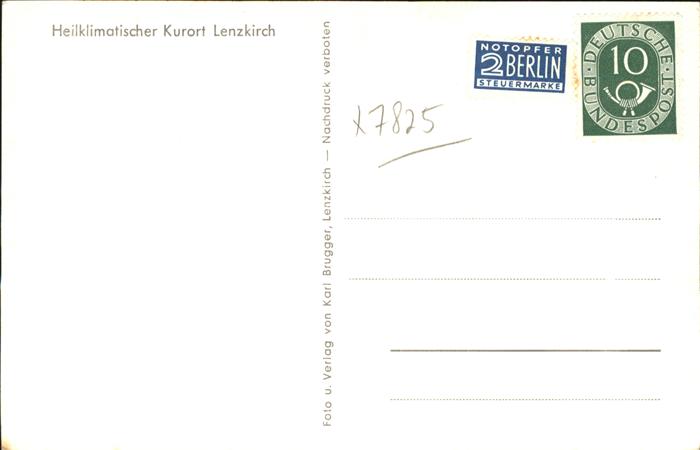 Heilklimatischer Kurort Lenzkirch
Foto u. Verlag von Karl Brugger, Lenzkirch — Nachdruck verboten
NOTOPFER
2 BERLIN
STEUERMARKE
DEUTSCHE
10
BUNDESPOST
x7825